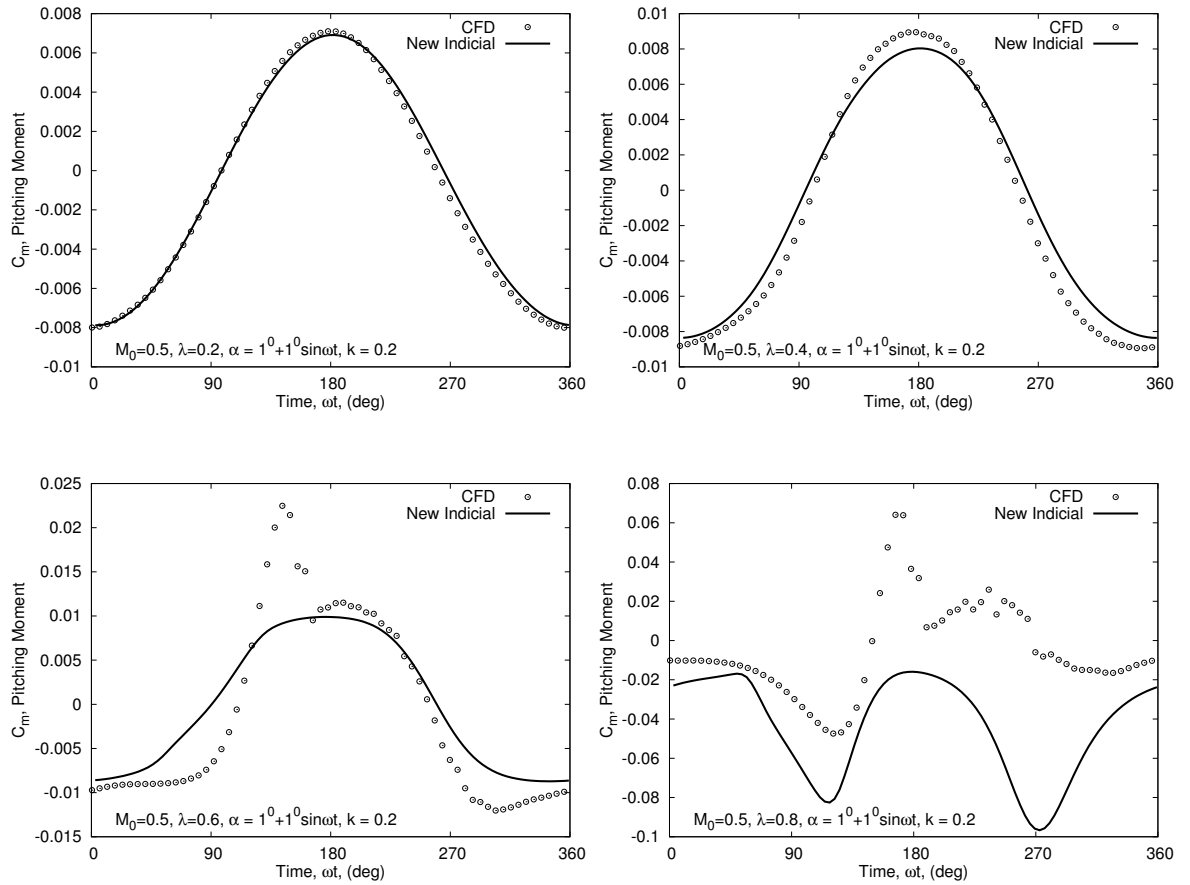 0.008
0.006
0.004
0.002
0
-0.002
-0.004
-0.006
-0.008
-0.01
0 90 180 270 360
Cm, Pitching Moment
Time, ωt, (deg)
M0=0.5, λ=0.2, α = 1^0+1^0sinωt, k = 0.2
CFD
New Indicial
0.01
0.008
0.006
0.004
0.002
0
-0.002
-0.004
-0.006
-0.008
-0.01
0 90 180 270 360
Cm, Pitching Moment
Time, ωt, (deg)
M0=0.5, λ=0.4, α = 1^0+1^0sinωt, k = 0.2
CFD
New Indicial
0.025
0.02
0.015
0.01
0.005
0
-0.005
-0.01
-0.015
0 90 180 270 360
Cm, Pitching Moment
Time, ωt, (deg)
M0=0.5, λ=0.6, α = 1^0+1^0sinωt, k = 0.2
CFD
New Indicial
0.08
0.06
0.04
0.02
0
-0.02
-0.04
-0.06
-0.08
-0.1
0 90 180 270 360
Cm, Pitching Moment
Time, ωt, (deg)
M0=0.5, λ=0.8, α = 1^0+1^0sinωt, k = 0.2
CFD
New Indicial